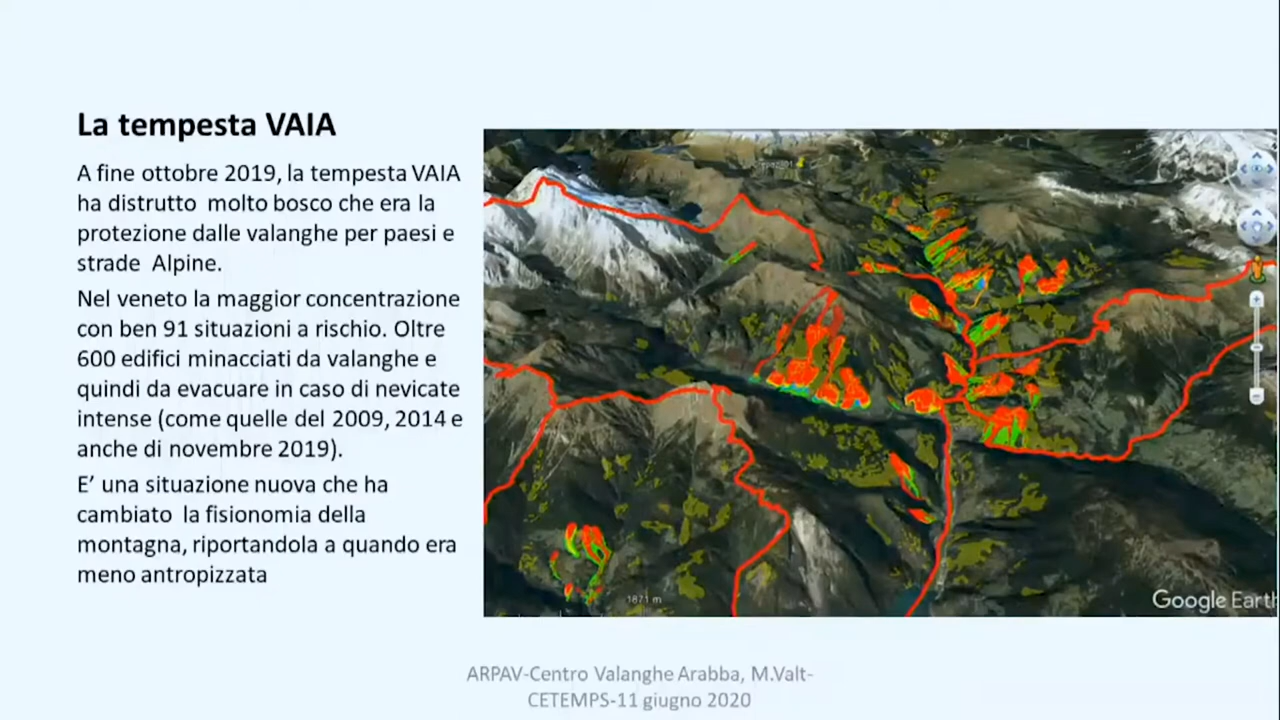 La tempesta VAIA
A fine ottobre 2019, la tempesta VAIA
ha distrutto molto bosco che era la
protezione dalle valanghe per paesi e
strade Alpine.
Nel veneto la maggior concentrazione
con ben 91 situazioni a rischio. Oltre
600 edifici minacciati da valanghe e
quindi da evacuare in caso di nevicate
intense (come quelle del 2009, 2014 e
anche di novembre 2019).
E’ una situazione nuova che ha
cambiato la fisionomia della
montagna, riportandola a quando era
meno antropizzata
1871 m
Google Earth
ARPAV-Centro Valanghe Arabba, M.Valt-
CETEMPS-11 giugno 2020